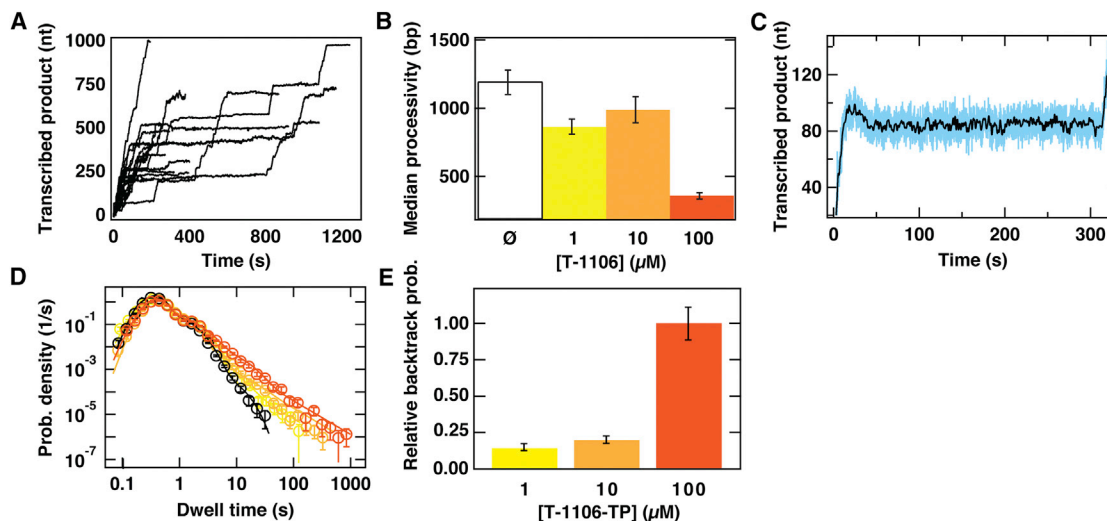 A
Transcribed product (nt)
1000
750
500
250
0
0 400 800 1200
Time (s)
B
Median processivity (bp)
1500
1000
500
Ø 1 10 100
[T-1106] (µM)
C
Transcribed product (nt)
120
80
40
0 100 200 300
Time (s)
D
Prob. density (1/s)
10-1
10-3
10-5
10-7
0.1 1 10 100 1000
Dwell time (s)
E
Relative backtrack prob.
1.00
0.75
0.50
0.25
0.00
1 10 100
[T-1106-TP] (µM)